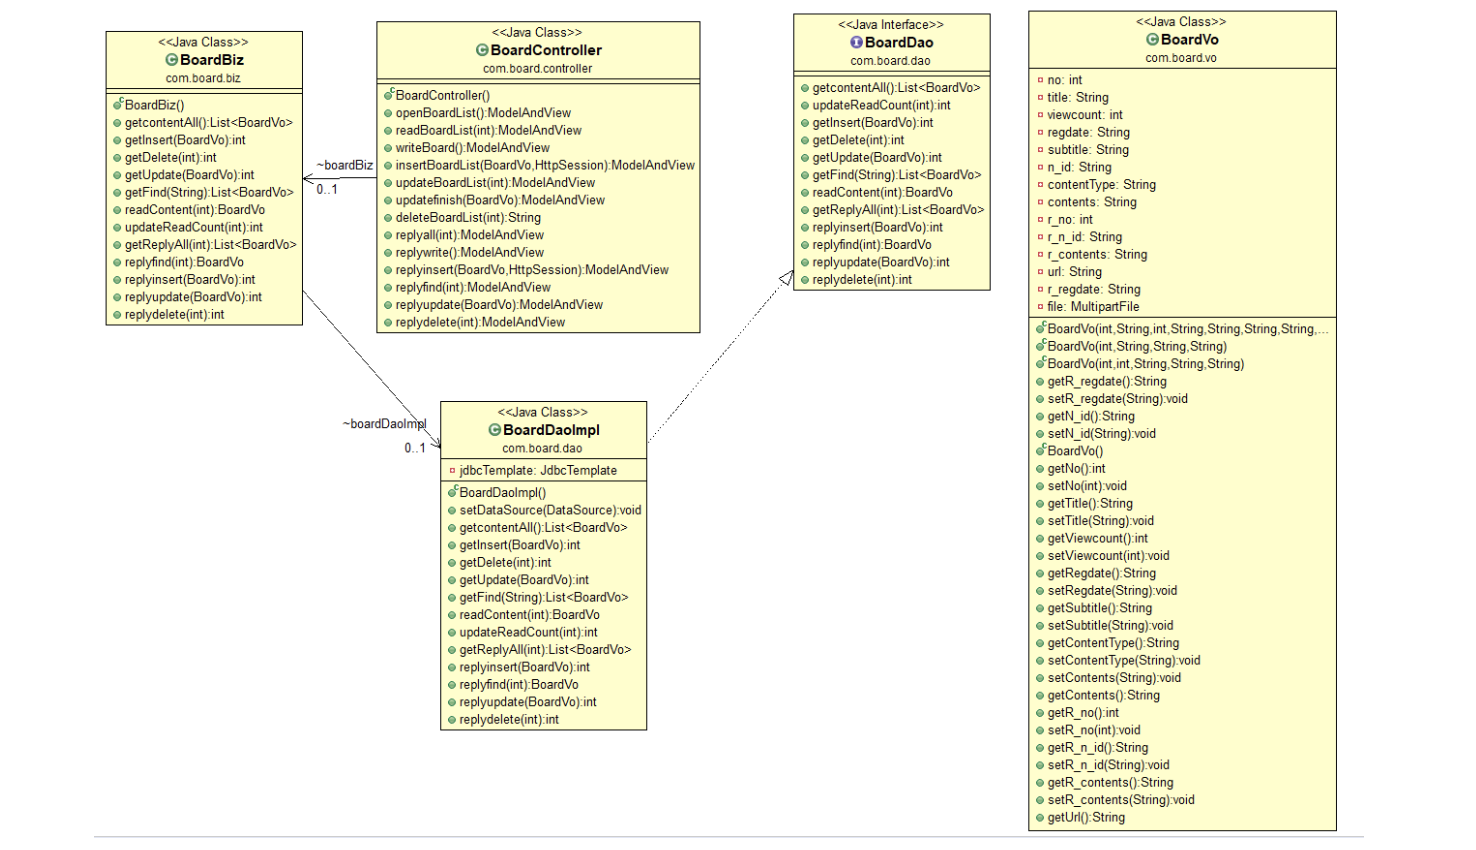 <<Java Class>>
BoardBiz
com.board.biz
BoardBiz()
getcontentAll():List<BoardVo>
getInsert(BoardVo):int
getDelete(int):int
getUpdate(BoardVo):int
getFind(String):List<BoardVo>
readContent(int):BoardVo
updateReadCount(int):int
getReplyAll(int):List<BoardVo>
replyfind(int):BoardVo
replyinsert(BoardVo):int
replyupdate(BoardVo):int
replydelete(int):int
~boardBiz
0..1
<<Java Class>>
BoardController
com.board.controller
BoardController()
openBoardList():ModelAndView
readBoardList(int):ModelAndView
writeBoard():ModelAndView
insertBoardList(BoardVo,HttpSession):ModelAndView
updateBoardList(int):ModelAndView
updatefinish(BoardVo):ModelAndView
deleteBoardList(int):String
replyall(int):ModelAndView
replywrite():ModelAndView
replyinsert(BoardVo,HttpSession):ModelAndView
replyfind(int):ModelAndView
replyupdate(BoardVo):ModelAndView
replydelete(int):ModelAndView
~boardDaoImpl
0..1
<<Java Class>>
BoardDaoImpl
com.board.dao
jdbcTemplate: JdbcTemplate
BoardDaoImpl()
setDataSource(DataSource):void
getcontentAll():List<BoardVo>
getInsert(BoardVo):int
getDelete(int):int
getUpdate(BoardVo):int
getFind(String):List<BoardVo>
readContent(int):BoardVo
updateReadCount(int):int
getReplyAll(int):List<BoardVo>
replyinsert(BoardVo):int
replyfind(int):BoardVo
replyupdate(BoardVo):int
replydelete(int):int
<<Java Interface>>
BoardDao
com.board.dao
getcontentAll():List<BoardVo>
updateReadCount(int):int
getInsert(BoardVo):int
getDelete(int):int
getUpdate(BoardVo):int
getFind(String):List<BoardVo>
readContent(int):BoardVo
getReplyAll(int):List<BoardVo>
replyinsert(BoardVo):int
replyfind(int):BoardVo
replyupdate(BoardVo):int
replydelete(int):int
<<Java Class>>
BoardVo
com.board.vo
no: int
title: String
viewcount: int
regdate: String
subtitle: String
n_id: String
contentType: String
contents: String
r_no: int
r_n_id: String
r_contents: String
url: String
r_regdate: String
file: MultipartFile
BoardVo(int,String,int,String,String,String,String,...
BoardVo(int,String,String,String)
BoardVo(int,int,String,String,String)
getR_regdate():String
setR_regdate(String):void
getN_id():String
setN_id(String):void
BoardVo()
getNo():int
setNo(int):void
getTitle():String
setTitle(String):void
getViewcount():int
setViewcount(int):void
getRegdate():String
setRegdate(String):void
getSubtitle():String
setSubtitle(String):void
getContentType():String
setContentType(String):void
setContents(String):void
getContents():String
getR_no():int
setR_no(int):void
getR_n_id():String
setR_n_id(String):void
getR_contents():String
setR_contents(String):void
getUrl():String